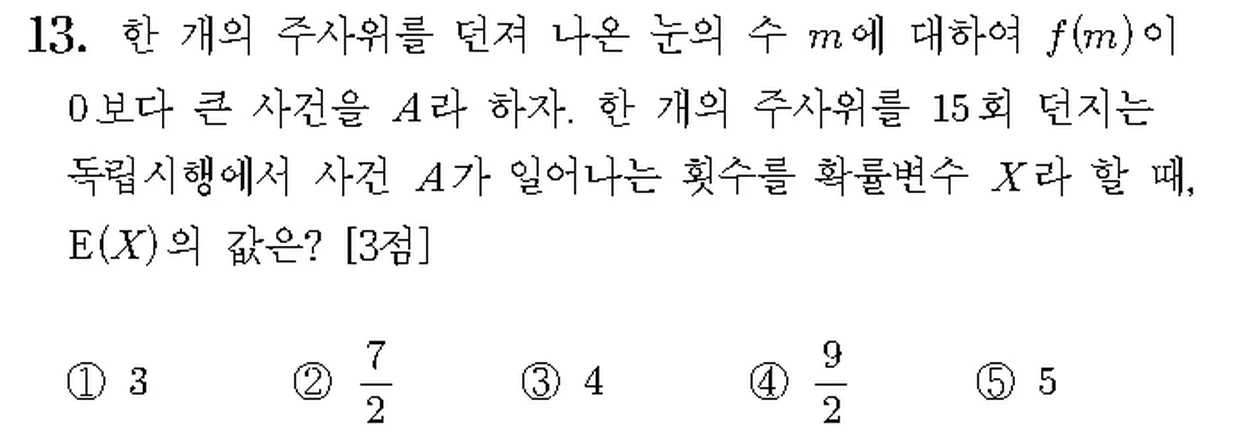 13. 한 개의 주사위를 던져 나온 눈의 수 m에 대하여 f(m)이
0보다 큰 사건을 A라 하자. 한 개의 주사위를 15회 던지는
독립시행에서 사건 A가 일어나는 횟수를 확률변수 X라 할 때,
E(X)의 값은? [3점]
① 3 ② 7/2 ③ 4 ④ 9/2 ⑤ 5